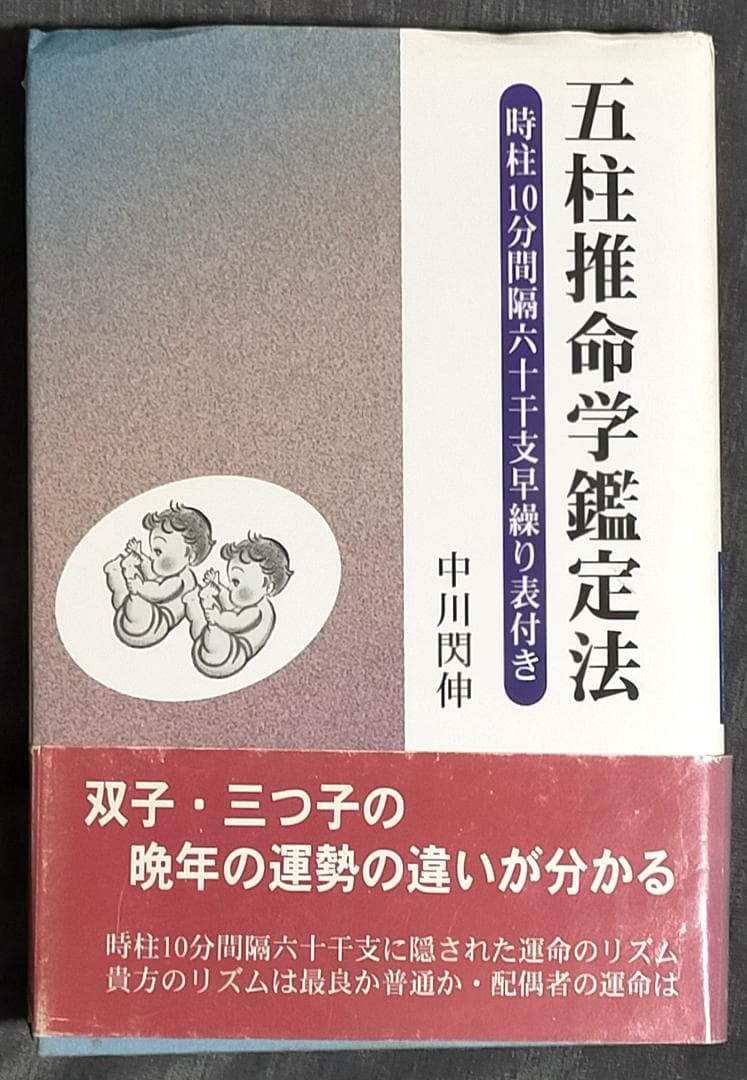 五柱推命学鑑定法
時柱10分間隔六十干支早繰り表付き
中川閃伸
双子・三つ子の
晩年の運勢の違いが分かる
時柱10分間隔六十干支に隠された運命のリズム
貴方のリズムは最良か普通か・配偶者の運命は